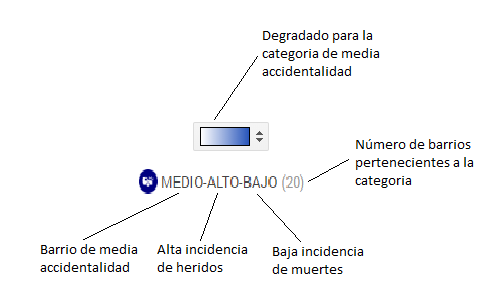 Degradado para la
categoria de media
accidentalidad
Número de barrios
pertenecientes a la
categoria
MEDIO-ALTO-BAJO (20)
Barrio de media
accidentalidad
Alta incidencia
de heridos
Baja incidencia
de muertes